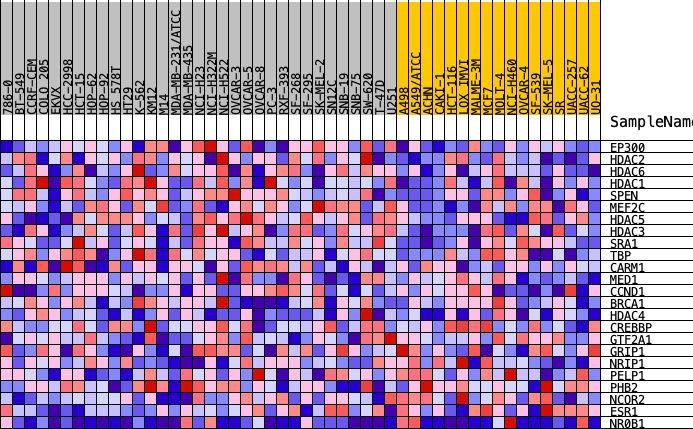 786-0
BT-549
CCRF-CEM
COLO 205
EKVX
HCC-2998
HCT-15
HOP-62
HOP-92
HS 578T
HT29
K-562
KM12
M14
MDA-MB-231/ATCC
MDA-MB-435
NCI-H23
NCI-H322M
NCI-H522
OVCAR-3
OVCAR-5
OVCAR-8
PC-3
RXF-393
SF-268
SF-295
SK-MEL-2
SN12C
SNB-19
SNB-75
SW-620
T-47D
U251
A498
A549/ATCC
ACHN
CAKI-1
HCT-116
LOX IMVI
MALME-3M
MCF7
MOLT-4
NCI-H460
OVCAR-4
SF-539
SK-MEL-5
SR
UACC-257
UACC-62
UO-31
SampleName
EP300
HDAC2
HDAC6
HDAC1
SPEN
MEF2C
HDAC5
HDAC3
SRA1
TBP
CARM1
MED1
CCND1
BRCA1
HDAC4
CREBBP
GTF2A1
GRIP1
NRIP1
PELP1
PHB2
NCOR2
ESR1
NR0B1